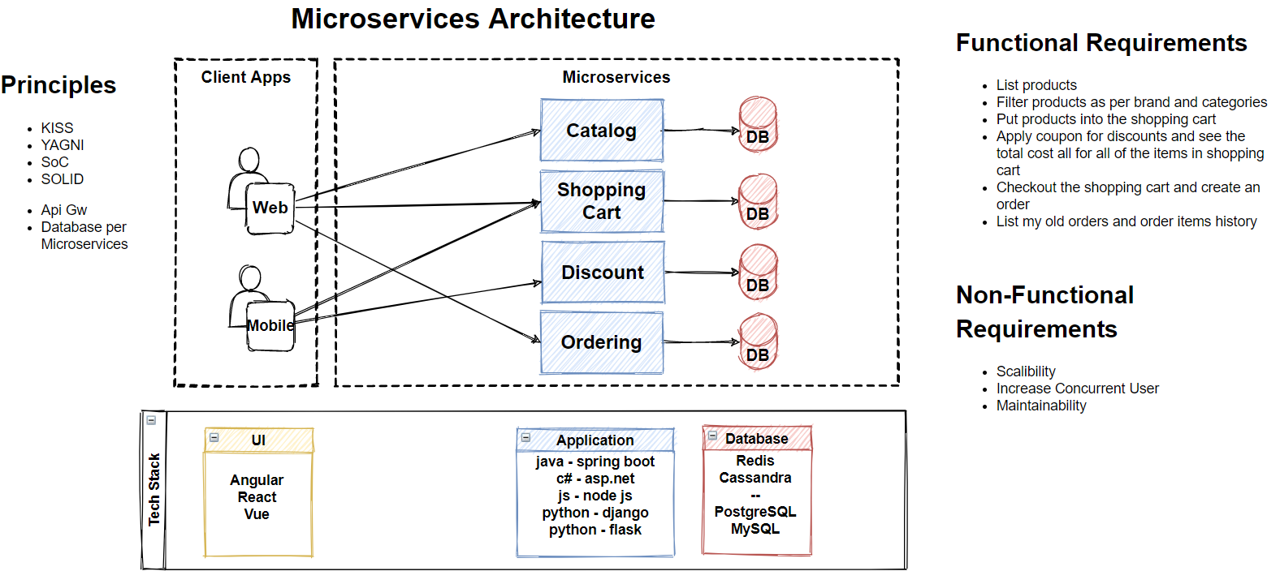 Microservices Architecture
Principles
KISS
YAGNI
SoC
SOLID
Api Gw
Database per
Microservices
Client Apps
Web
Mobile
Microservices
Catalog
DB
Shopping
Cart
DB
Discount
DB
Ordering
DB
Functional Requirements
List products
Filter products as per brand and categories
Put products into the shopping cart
Apply coupon for discounts and see the
total cost all for all of the items in shopping
cart
Checkout the shopping cart and create an
order
List my old orders and order items history
Non-Functional
Requirements
Scalibility
Increase Concurrent User
Maintainability
Tech Stack
UI
Angular
React
Vue
Application
java - spring boot
c# - asp.net
js - node js
python - django
python - flask
Database
Redis
Cassandra
--
PostgreSQL
MySQL